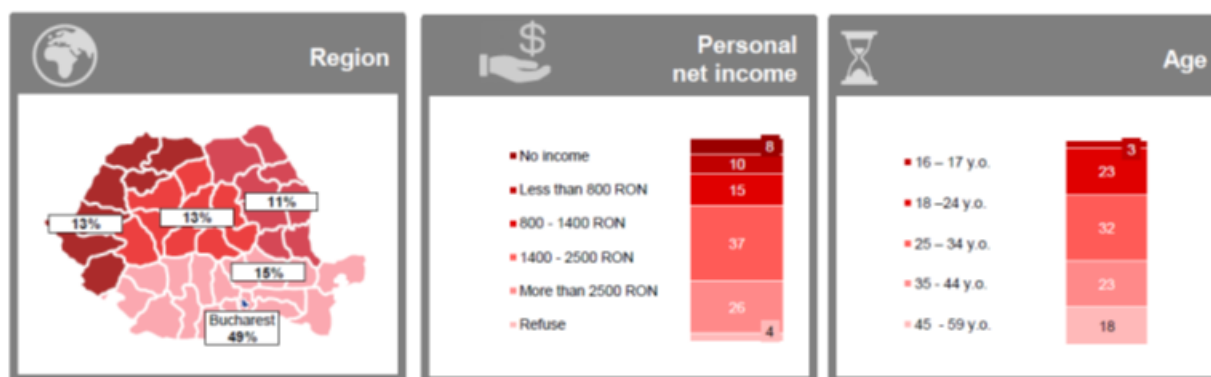 Region
13%
13%
11%
15%
Bucharest
49%
$
Personal
net income
No income
Less than 800 RON
800 - 1400 RON
1400 - 2500 RON
More than 2500 RON
Refuse
8
10
15
37
26
4
Age
16 – 17 y.o.
18 –24 y.o.
25 – 34 y.o.
35 - 44 y.o.
45 - 59 y.o.
3
23
32
23
18